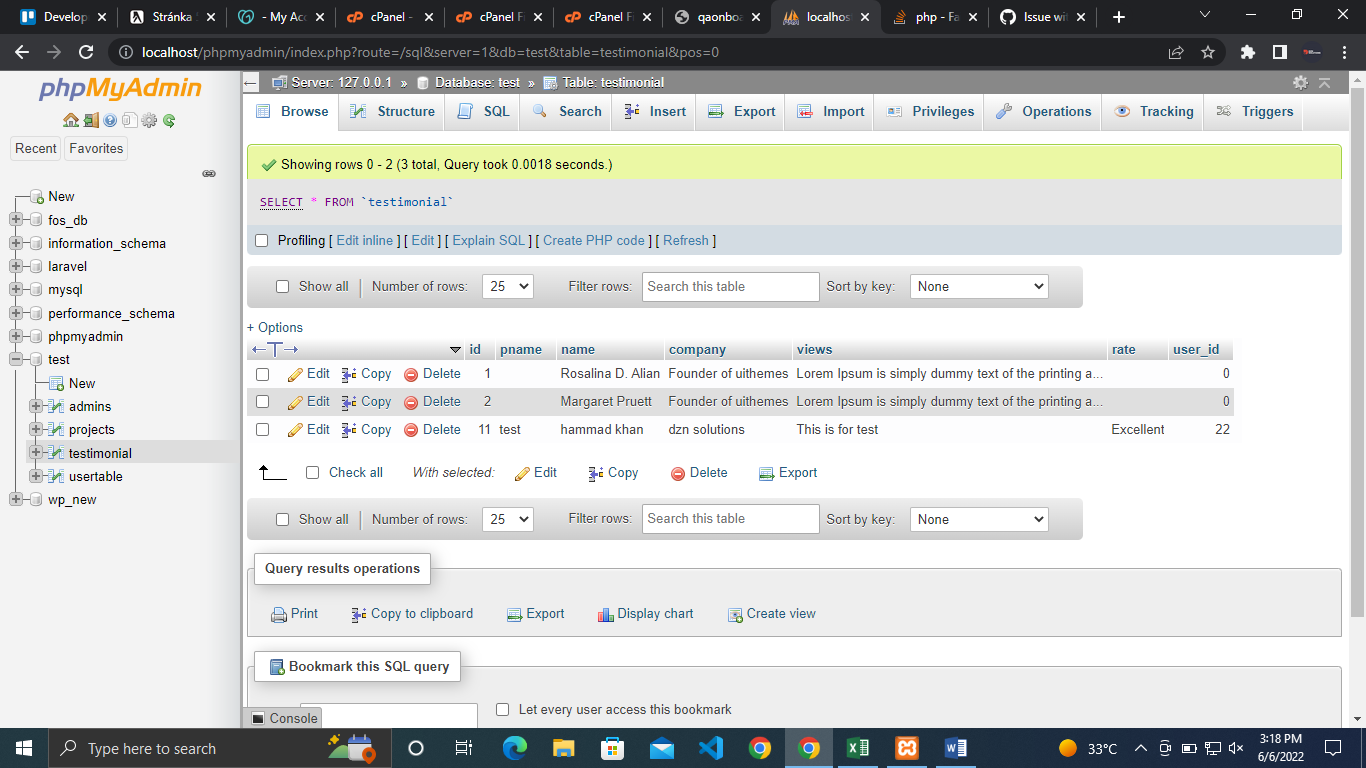 Develop
Stránka
- My Acc
cPanel -
cPanel F
cPanel F
qaonboa
localhos
php - Fa
Issue wit
localhost/phpmyadmin/index.php?route=/sql&server=1&db=test&table=testimonial&pos=0
phpMyAdmin
Recent Favorites
New
fos_db
information_schema
laravel
mysql
performance_schema
phpmyadmin
test
New
admins
projects
testimonial
usertable
wp_new
Server: 127.0.0.1 » Database: test » Table: testimonial
Browse Structure SQL Search Insert Export Import Privileges Operations Tracking Triggers
Showing rows 0 - 2 (3 total, Query took 0.0018 seconds.)
SELECT * FROM `testimonial`
Profiling [ Edit inline ] [ Edit ] [ Explain SQL ] [ Create PHP code ] [ Refresh ]
Show all | Number of rows: 25 Filter rows: Search this table Sort by key: None
+ Options
←T→ id pname name company views rate user_id
Edit Copy Delete 1 Rosalina D. Alian Founder of uithemes Lorem Ipsum is simply dummy text of the printing a... 0
Edit Copy Delete 2 Margaret Pruett Founder of uithemes Lorem Ipsum is simply dummy text of the printing a... 0
Edit Copy Delete 11 test hammad khan dzn solutions This is for test Excellent 22
Check all With selected: Edit Copy Delete Export
Show all | Number of rows: 25 Filter rows: Search this table Sort by key: None
Query results operations
Print Copy to clipboard Export Display chart Create view
Bookmark this SQL query
Let every user access this bookmark
Console
Type here to search
33°C
3:18 PM
6/6/2022